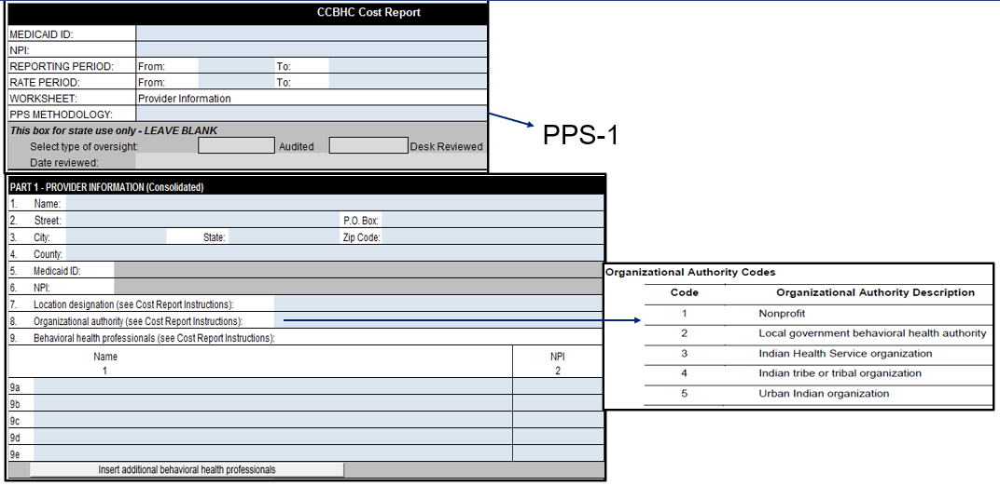 CCBHC Cost Report
MEDICAID ID:
NPI:
REPORTING PERIOD: From: To:
RATE PERIOD: From: To:
WORKSHEET: Provider Information
PPS METHODOLOGY:
This box for state use only - LEAVE BLANK
Select type of oversight: Audited Desk Reviewed
Date reviewed:
PPS-1
PART 1 - PROVIDER INFORMATION (Consolidated)
1. Name:
2. Street: P.O. Box:
3. City: State: Zip Code:
4. County:
5. Medicaid ID:
6. NPI:
7. Location designation (see Cost Report Instructions):
8. Organizational authority (see Cost Report Instructions):
9. Behavioral health professionals (see Cost Report Instructions):
Name NPI
1 2
9a
9b
9c
9d
9e
Insert additional behavioral health professionals
Organizational Authority Codes
Code Organizational Authority Description
1 Nonprofit
2 Local government behavioral health authority
3 Indian Health Service organization
4 Indian tribe or tribal organization
5 Urban Indian organization